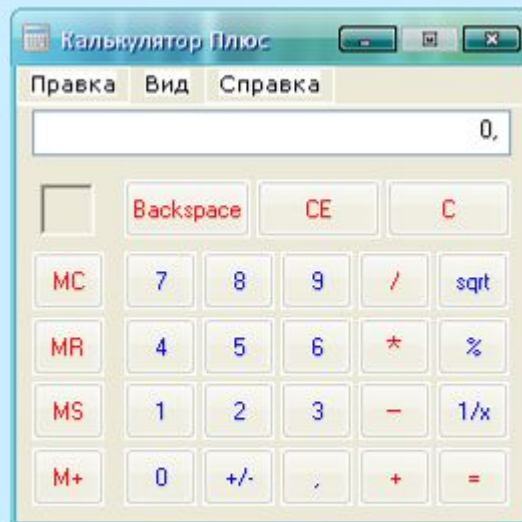 Калькулятор Плюс
Правка Вид Справка
0,
Backspace CE C
MC 7 8 9 / sqrt
MR 4 5 6 * %
MS 1 2 3 − 1/x
M+ 0 +/- , + =